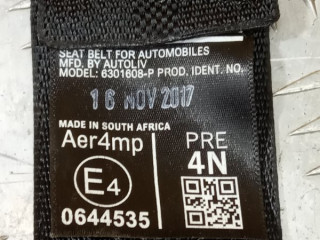 SEAT BELT FOR AUTOMOBILES
MFD. BY AUTOLIV
MODEL: 6301608-P PROD. IDENT. NO.
16 NOV 2017
MADE IN SOUTH AFRICA
Aer4mp PRE
E4 4N
0644535